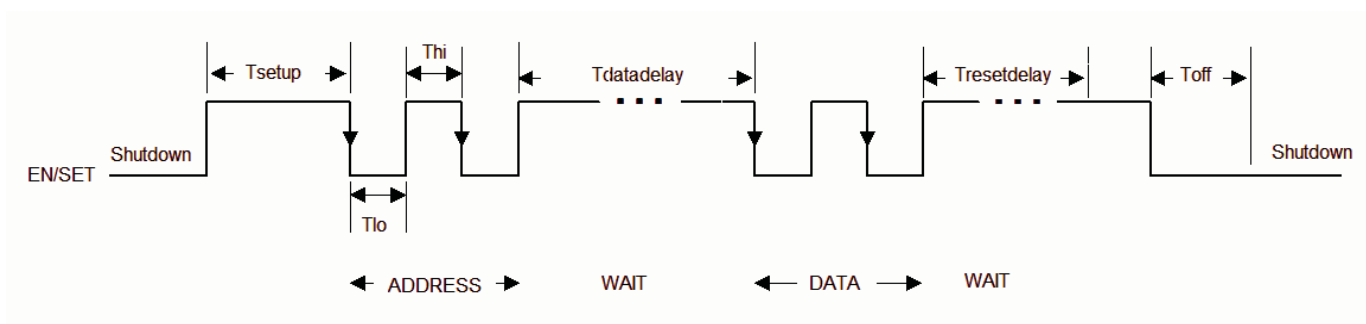 Thi
Tsetup
Tdatadelay
Tresetdelay
Toff
Shutdown
Shutdown
EN/SET
Tlo
ADDRESS
WAIT
DATA
WAIT